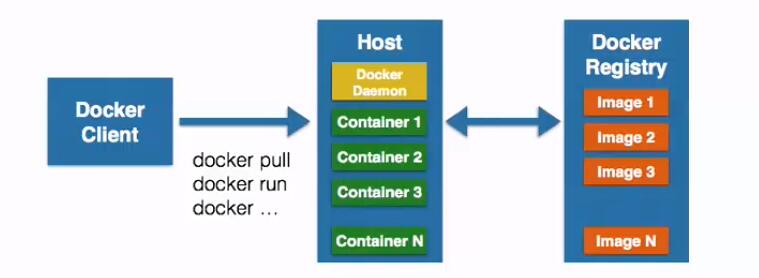 Docker
Client
docker pull
docker run
docker ...
Host
Docker
Daemon
Container 1
Container 2
Container 3
Container N
Docker
Registry
Image 1
Image 2
Image 3
Image N